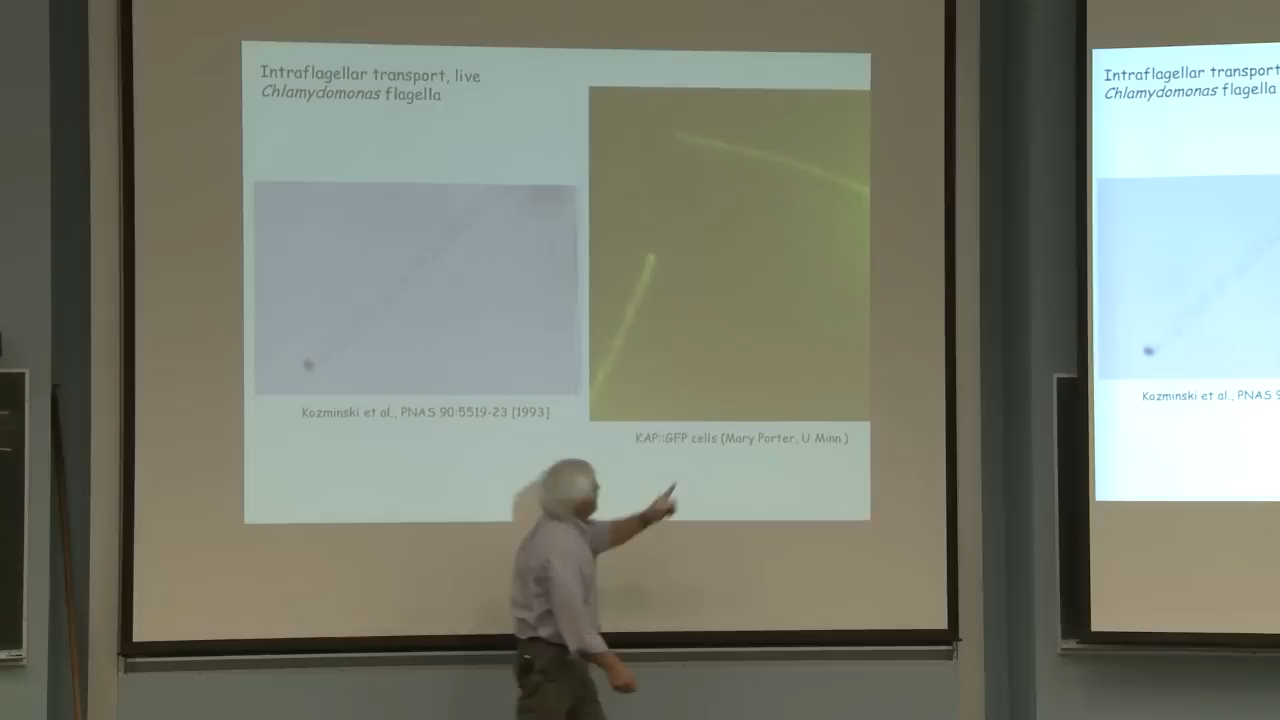 Intraflagellar transport, live
Chlamydomonas flagella
Kozminski et al., PNAS 90:5519-23 [1993]
KAP::GFP cells (Mary Porter, U Minn.)
Intraflagellar transport
Chlamydomonas flagella
Kozminski et al., PNAS 9